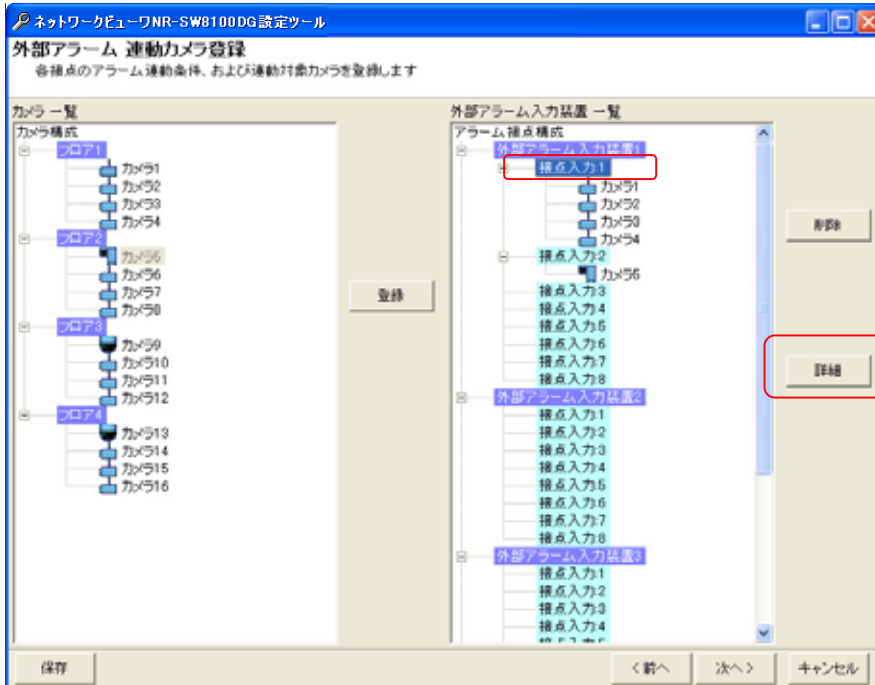 ネットワークビューワNR-SW8100DG設定ツール
外部アラーム 連動カメラ登録
各接点のアラーム連動条件、および連動対象カメラを登録します
カメラ 一覧
カメラ構成
フロア1
カメラ1
カメラ2
カメラ3
カメラ4
フロア2
カメラ5
カメラ6
カメラ7
カメラ8
フロア3
カメラ9
カメラ10
カメラ11
カメラ12
フロア4
カメラ13
カメラ14
カメラ15
カメラ16
登録
外部アラーム入力装置 一覧
アラーム接点構成
外部アラーム入力装置1
接点入力:1
カメラ1
カメラ2
カメラ3
カメラ4
接点入力:2
カメラ5
接点入力:3
接点入力:4
接点入力:5
接点入力:6
接点入力:7
接点入力:8
外部アラーム入力装置2
接点入力:1
接点入力:2
接点入力:3
接点入力:4
接点入力:5
接点入力:6
接点入力:7
接点入力:8
外部アラーム入力装置3
接点入力:1
接点入力:2
接点入力:3
接点入力:4
削除
詳細
保存
＜前へ
次へ＞
キャンセル